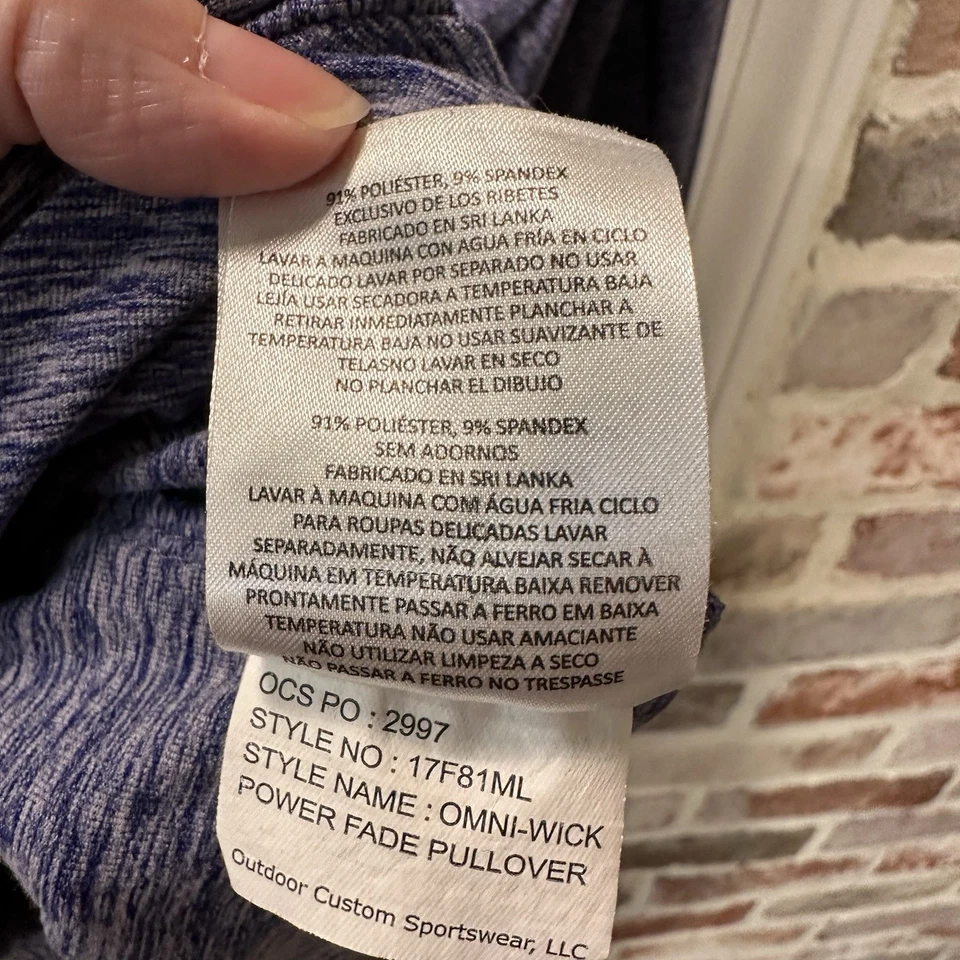 91% POLIÉSTER, 9% SPANDEX
EXCLUSIVO DE LOS RIBETES
FABRICADO EN SRI LANKA
LAVAR A MAQUINA CON AGUA FRÍA EN CICLO
DELICADO LAVAR POR SEPARADO NO USAR
LEJÍA USAR SECADORA A TEMPERATURA BAJA
RETIRAR INMEDIATAMENTE PLANCHAR A
TEMPERATURA BAJA NO USAR SUAVIZANTE DE
TELASNO LAVAR EN SECO
NO PLANCHAR EL DIBUJO
91% POLIÉSTER, 9% SPANDEX
SEM ADORNOS
FABRICADO EN SRI LANKA
LAVAR À MAQUINA COM ÁGUA FRIA CICLO
PARA ROUPAS DELICADAS LAVAR
SEPARADAMENTE, NÃO ALVEJAR SECAR À
MÁQUINA EM TEMPERATURA BAIXA REMOVER
PRONTAMENTE PASSAR A FERRO EM BAIXA
TEMPERATURA NÃO USAR AMACIANTE
NÃO UTILIZAR LIMPEZA A SECO
NÃO PASSAR A FERRO NO TRESPASSE
OCS PO : 2997
STYLE NO : 17F81ML
STYLE NAME : OMNI-WICK
POWER FADE PULLOVER
Outdoor Custom Sportswear, LLC